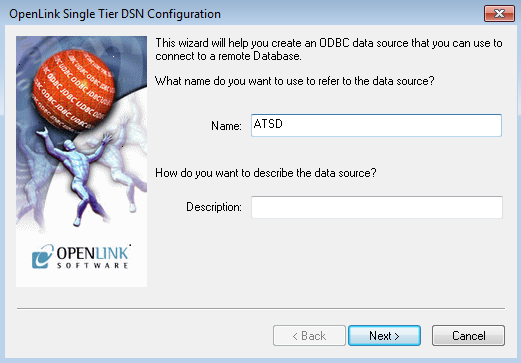 OpenLink Single Tier DSN Configuration
This wizard will help you create an ODBC data source that you can use to
connect to a remote Database.
What name do you want to use to refer to the data source?
Name: ATSD
How do you want to describe the data source?
Description:
OPENLINK
SOFTWARE
< Back
Next >
Cancel